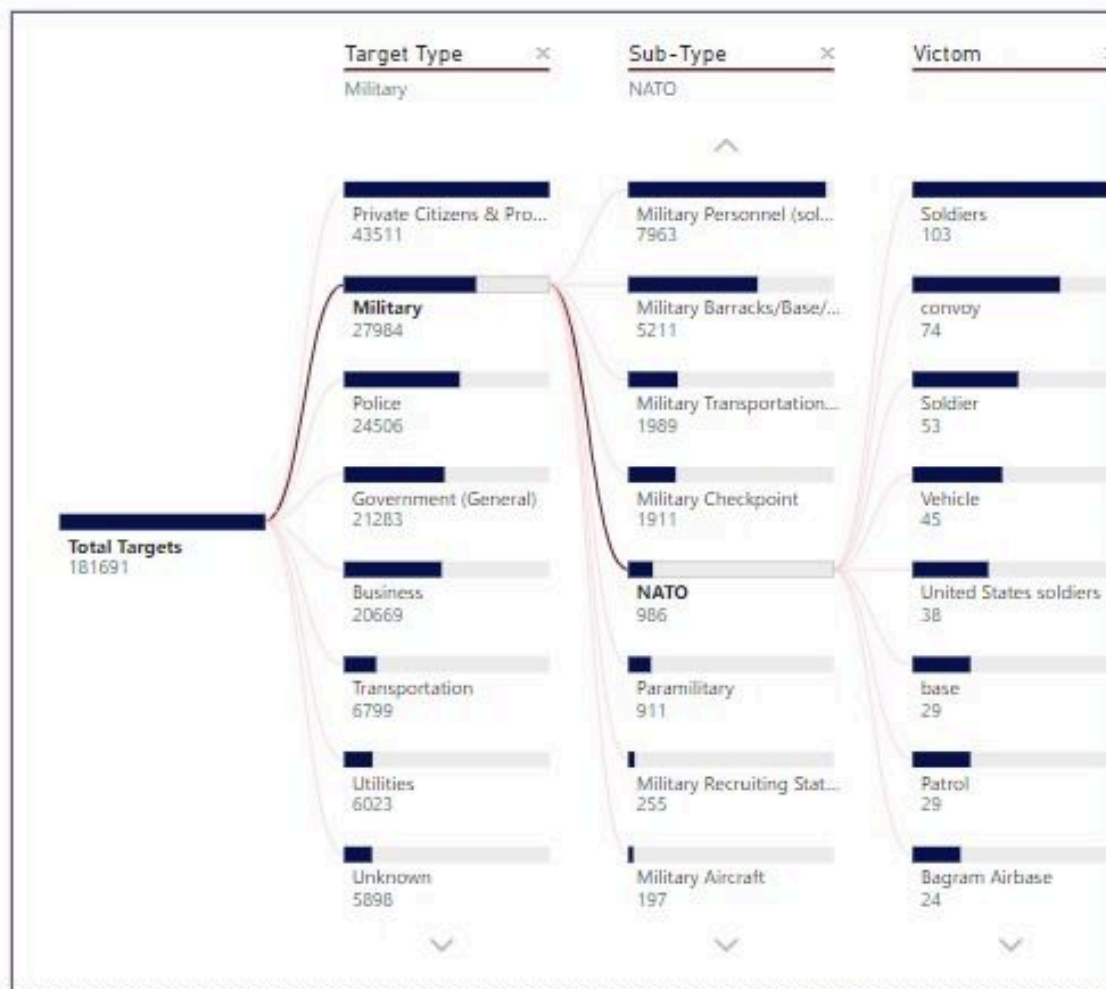 Target Type
Military
Sub-Type
NATO
Victom
Total Targets
181691
Private Citizens & Pro...
43511
Military
27984
Police
24506
Government (General)
21283
Business
20669
Transportation
6799
Utilities
6023
Unknown
5898
Military Personnel (sol...
7963
Military Barracks/Base/...
5211
Military Transportation...
1989
Military Checkpoint
1911
NATO
986
Paramilitary
911
Military Recruiting Stat...
255
Military Aircraft
197
Soldiers
103
convoy
74
Soldier
53
Vehicle
45
United States soldiers
38
base
29
Patrol
29
Bagram Airbase
24